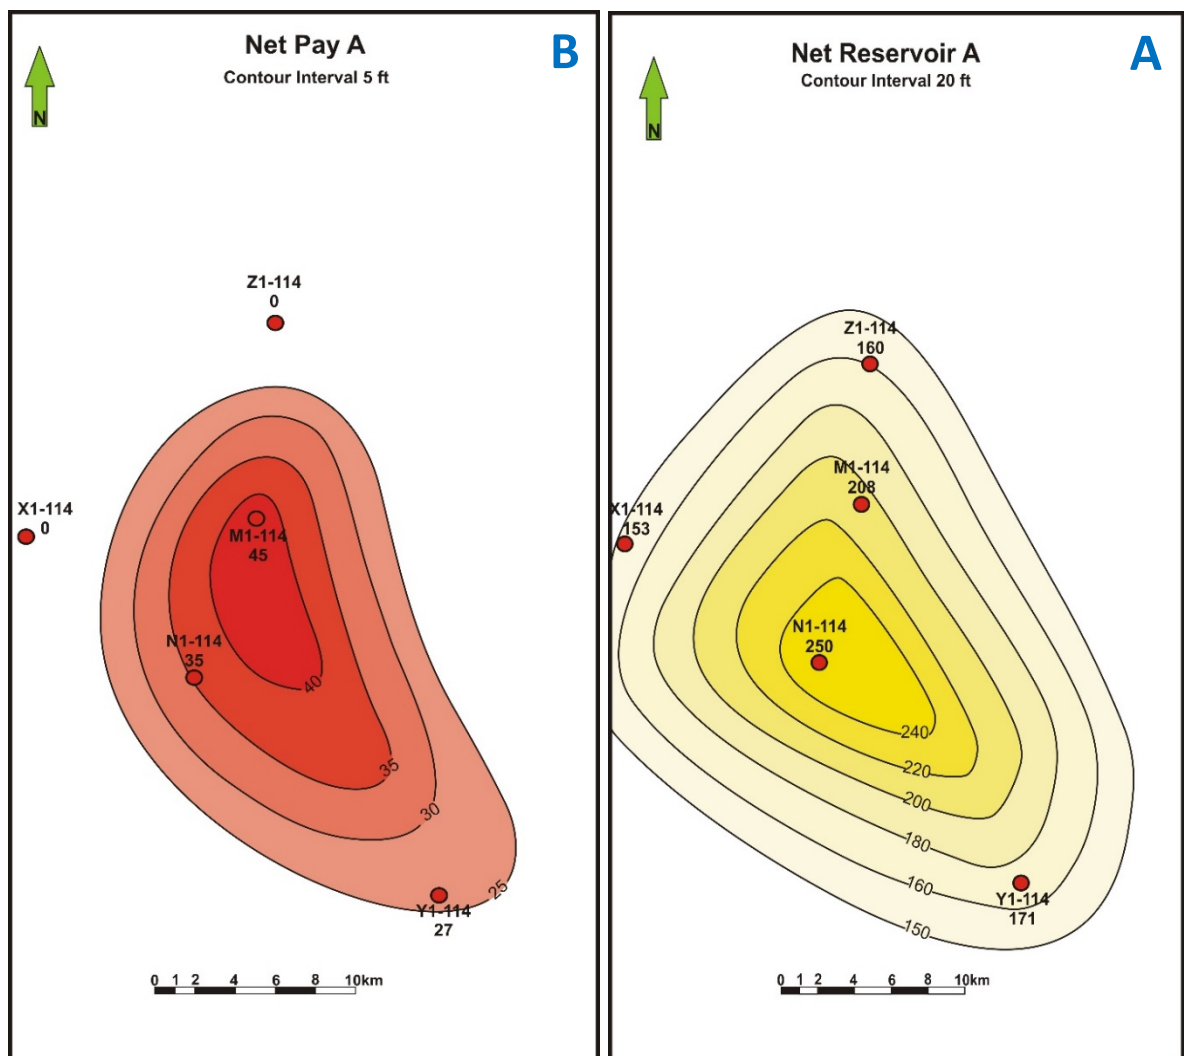 Net Pay A
B
Contour Interval 5 ft
N
Z1-114
0
X1-114
0
M1-114
45
N1-114
35
40
35
30
25
Y1-114
27
0 1 2 4 6 8 10km
Net Reservoir A
A
Contour Interval 20 ft
N
Z1-114
160
M1-114
208
X1-114
153
N1-114
250
240
220
200
180
160
150
Y1-114
171
0 1 2 4 6 8 10km